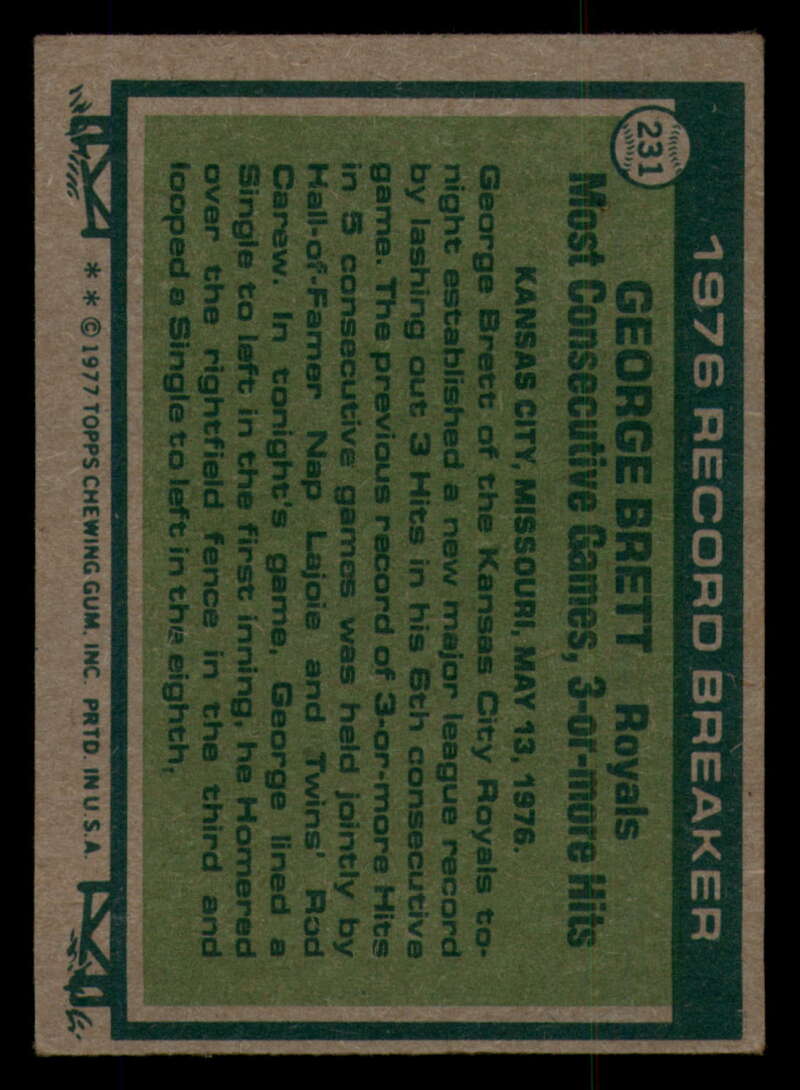 1976 RECORD BREAKER
231
GEORGE BRETT Royals
Most Consecutive Games, 3-or-more Hits
KANSAS CITY, MISSOURI, MAY 13, 1976.
George Brett of the Kansas City Royals to-
night established a new major league record
by lashing out 3 Hits in his 6th consecutive
game. The previous record of 3-or-more Hits
in 5 consecutive games was held jointly by
Hall-of-Famer Nap Lajoie and Twins' Rod
Carew. In tonight's game, George lined a
Single to left in the first inning, he Homered
over the rightfield fence in the third and
looped a Single to left in the eighth,
* * © 1977 TOPPS CHEWING GUM, INC. PRTD. IN U.S.A.